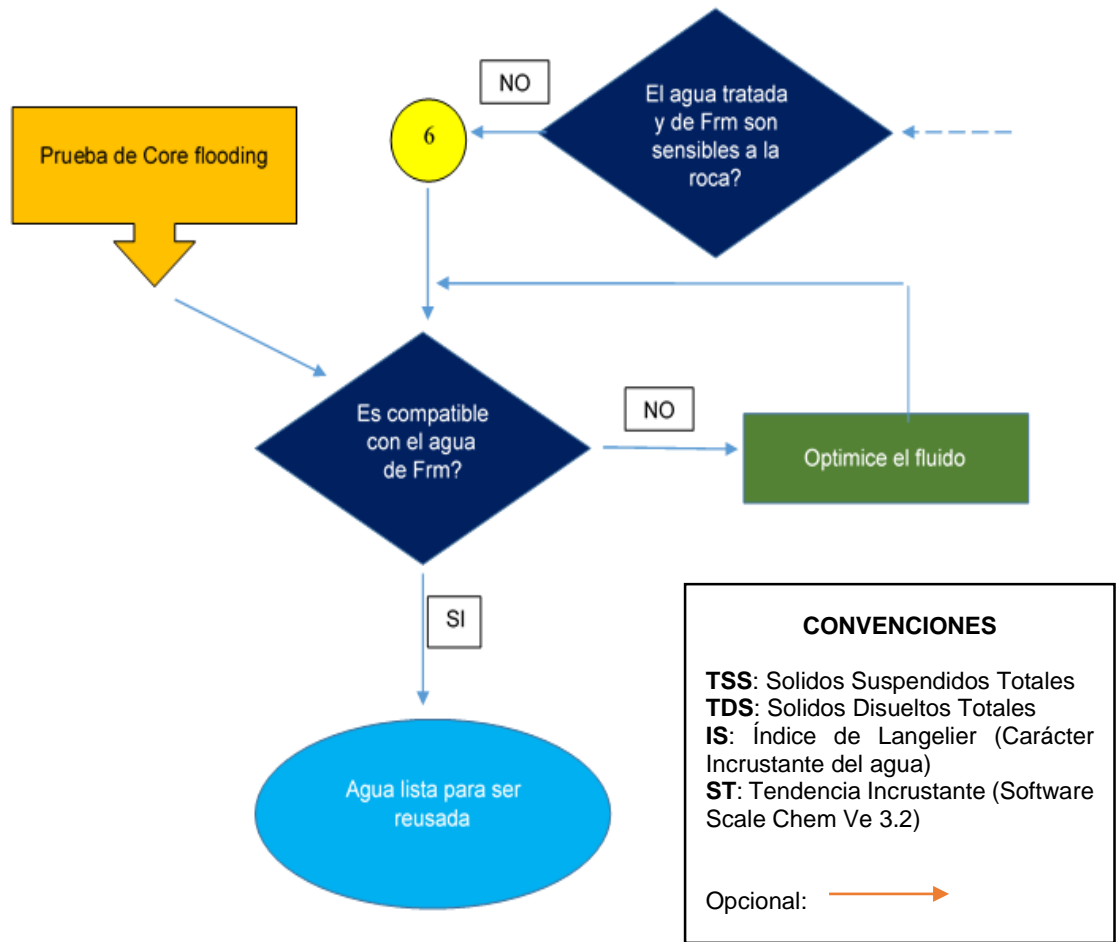 NO
El agua tratada
y de Frm son
sensibles a la
roca?
6
Prueba de Core flooding
Es compatible
con el agua
de Frm?
NO
Optimice el fluido
SI
Agua lista para ser
reusada
CONVENCIONES
TSS: Solidos Suspendidos Totales
TDS: Solidos Disueltos Totales
IS: Índice de Langelier (Carácter
Incrustante del agua)
ST: Tendencia Incrustante (Software
Scale Chem Ve 3.2)
Opcional: